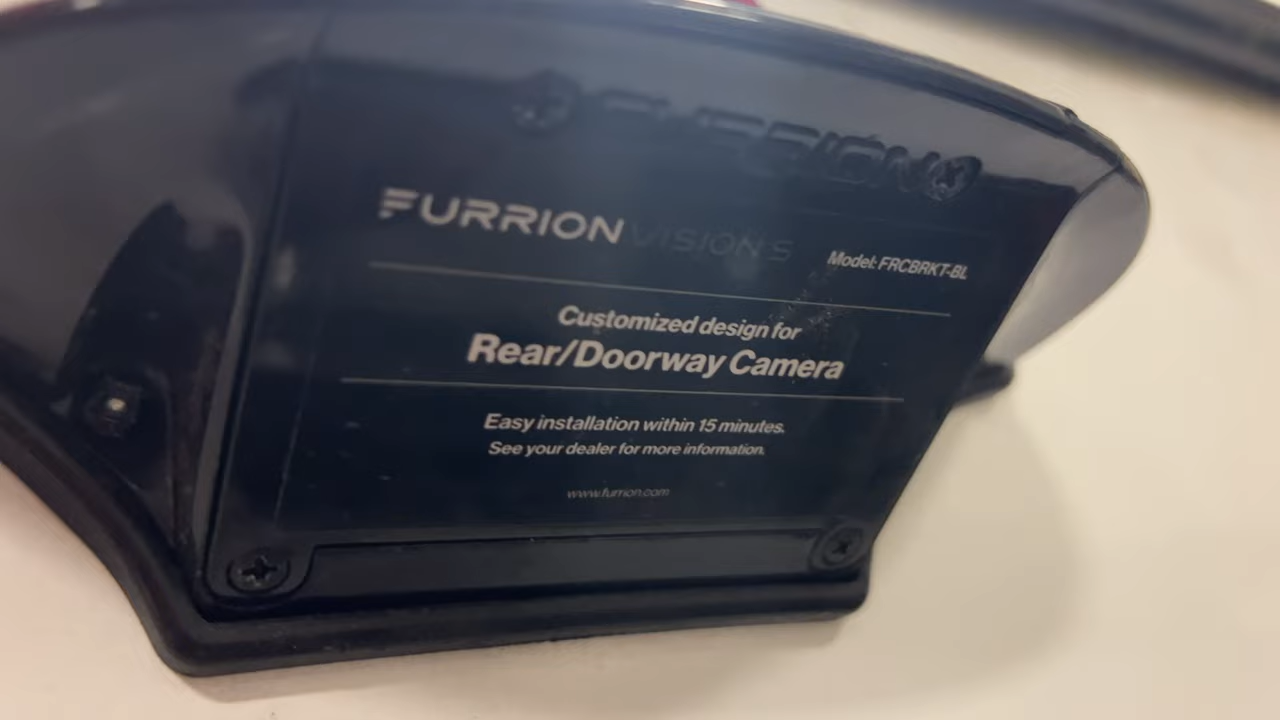 FURRION
FURRION VISION S
Model: FRCBRKT-BL
Customized design for
Rear/Doorway Camera
Easy installation within 15 minutes.
See your dealer for more information.
www.furrion.com